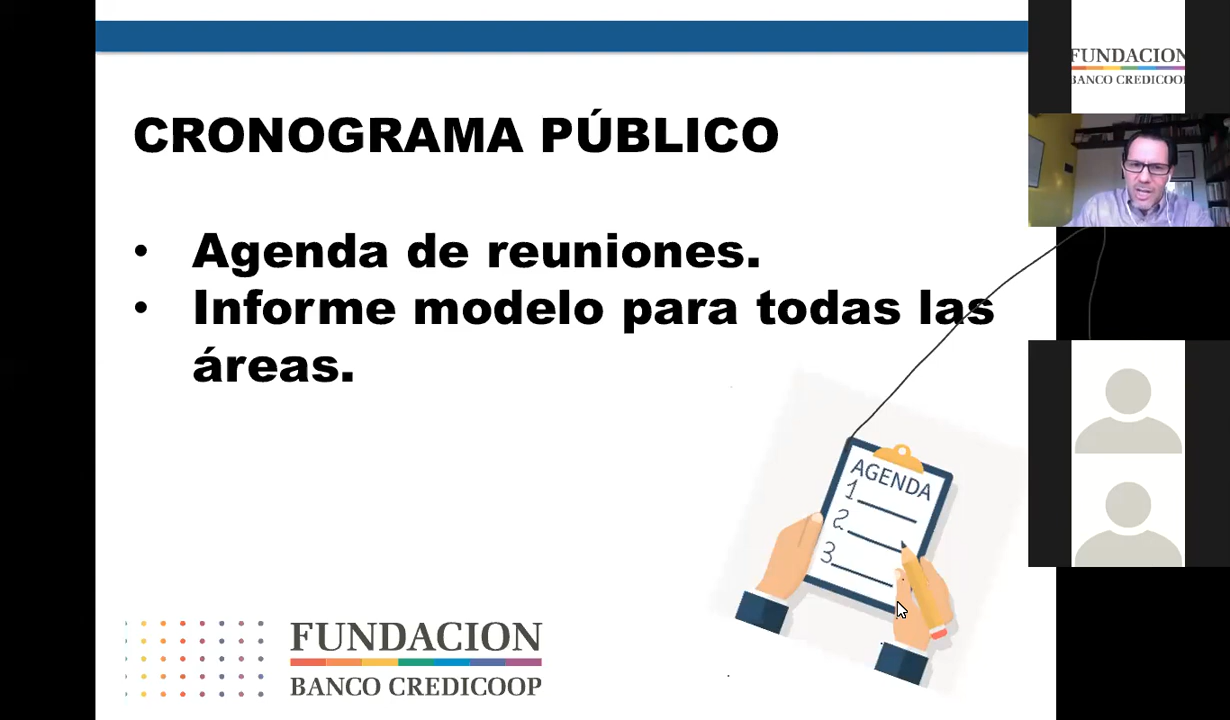 CRONOGRAMA PÚBLICO
• Agenda de reuniones.
• Informe modelo para todas las
áreas.
AGENDA
1
2
3
FUNDACION
BANCO CREDICOOP
FUNDACION
BANCO CREDICOOP